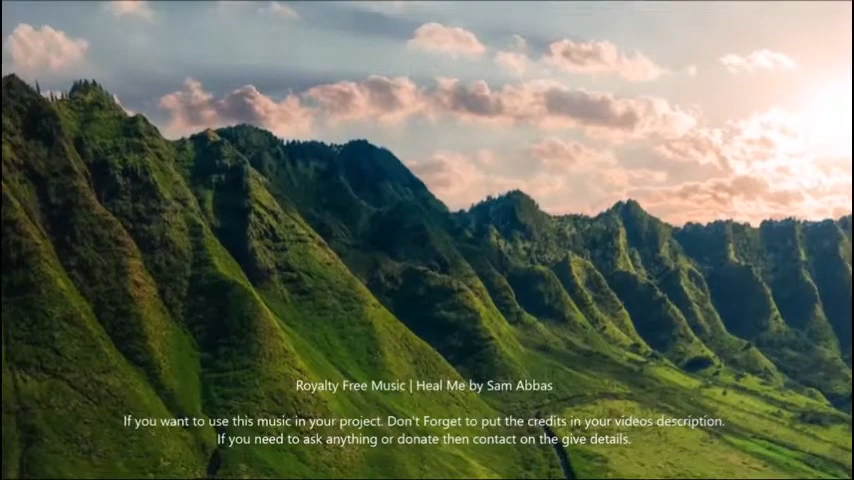 Royalty Free Music | Heal Me by Sam Abbas
If you want to use this music in your project. Don't Forget to put the credits in your videos description.
If you need to ask anything or donate then contact on the give details.